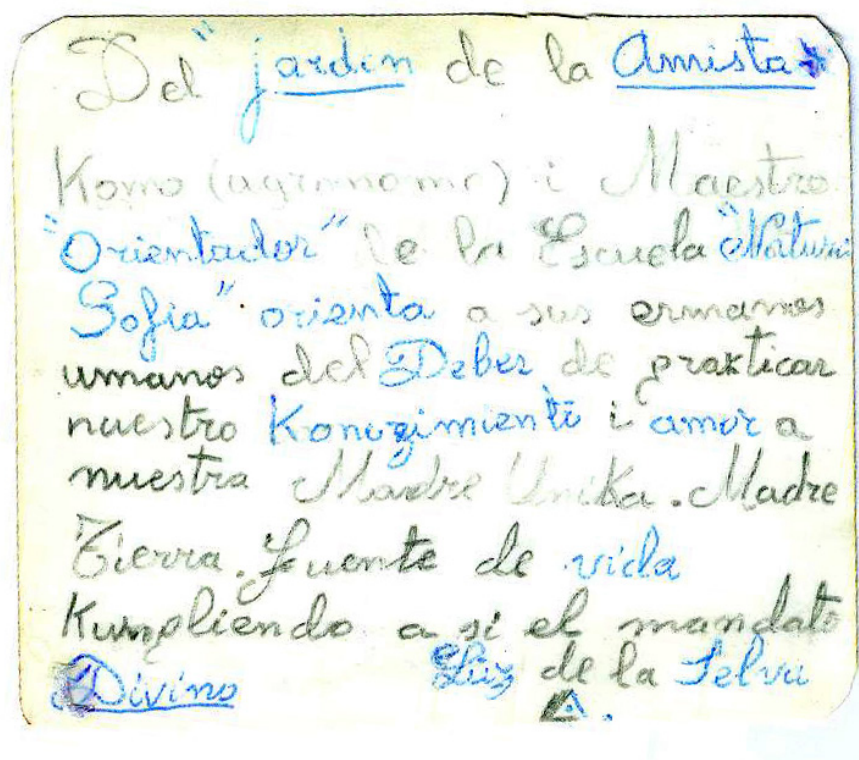 Del "jardin de la Amistad
Komo (agronomo) i Maestro
"Orientador" de la Escuela "Naturi
Sofia" orienta a sus ermanos
umanos del Deber de praxticar
nuestro Konozimiento i amor a
nuestra Madre Unika. Madre
Tierra. Fuente de vida
Kumpliendo a si el mandato
Divino Luz de la Selva
A.